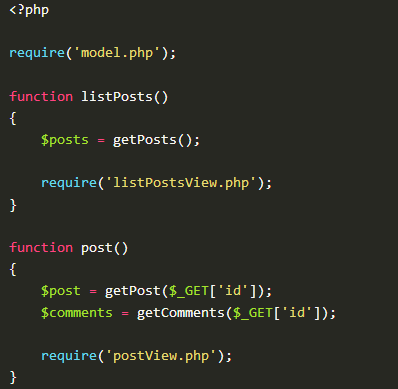 <?php
require('model.php');
function listPosts()
{
    $posts = getPosts();
    require('listPostsView.php');
}
function post()
{
    $post = getPost($_GET['id']);
    $comments = getComments($_GET['id']);
    require('postView.php');
}